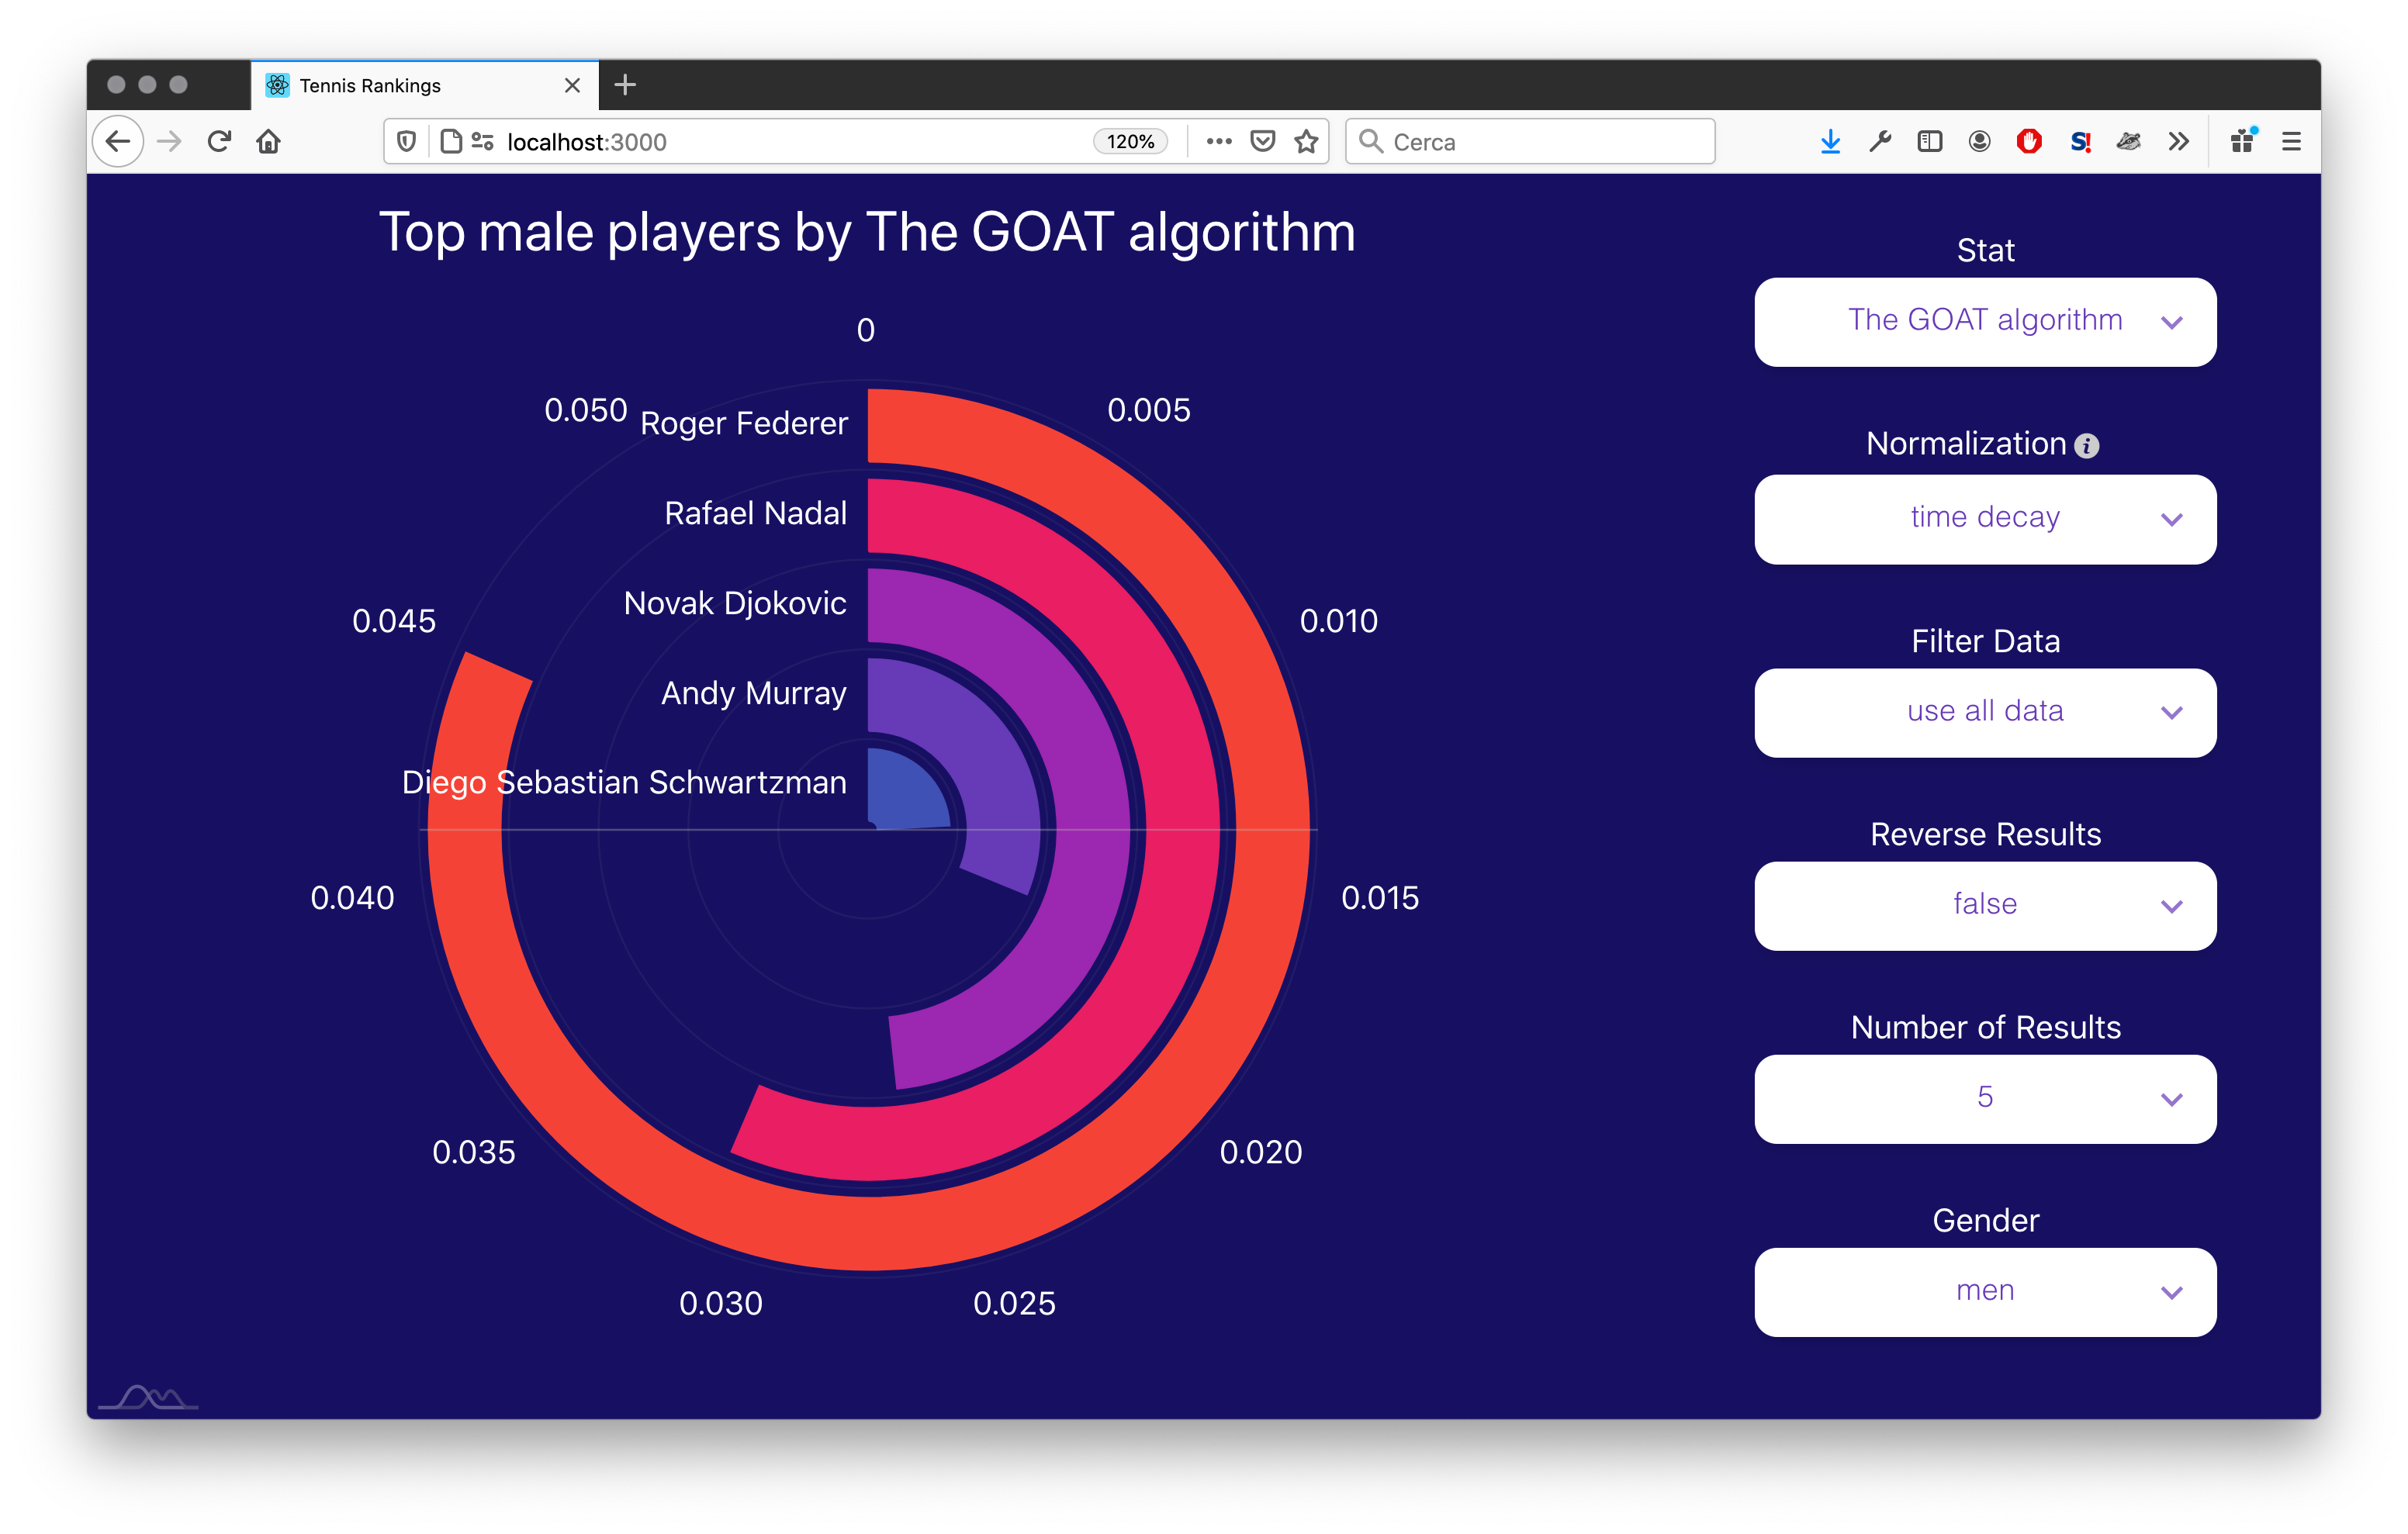 Tennis Rankings
localhost:3000
120%
Cerca
S!
Top male players by The GOAT algorithm
0
0.005
0.010
0.015
0.020
0.025
0.030
0.035
0.040
0.045
0.050
Roger Federer
Rafael Nadal
Novak Djokovic
Andy Murray
Diego Sebastian Schwartzman
Stat
The GOAT algorithm
Normalization i
time decay
Filter Data
use all data
Reverse Results
false
Number of Results
5
Gender
men